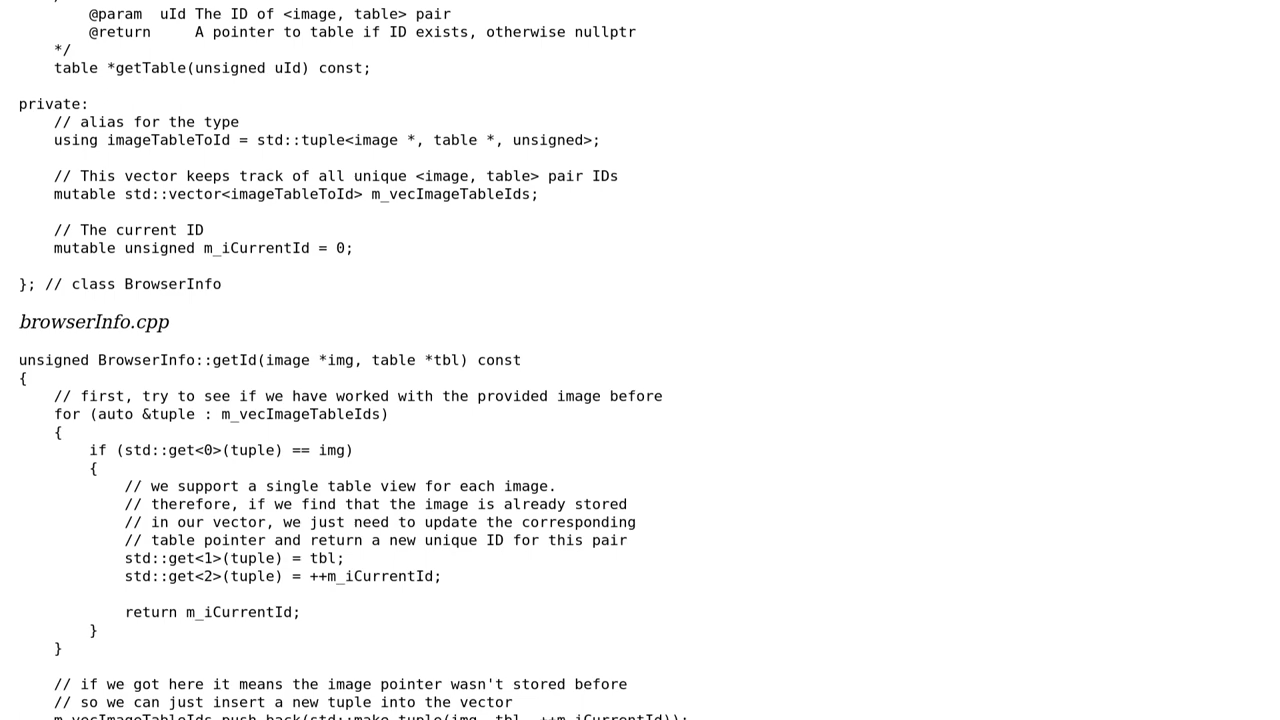 @param  uId The ID of <image, table> pair
@return     A pointer to table if ID exists, otherwise nullptr
*/
table *getTable(unsigned uId) const;
private:
// alias for the type
using imageTableToId = std::tuple<image *, table *, unsigned>;
// This vector keeps track of all unique <image, table> pair IDs
mutable std::vector<imageTableToId> m_vecImageTableIds;
// The current ID
mutable unsigned m_iCurrentId = 0;
}; // class BrowserInfo
browserInfo.cpp
unsigned BrowserInfo::getId(image *img, table *tbl) const
{
// first, try to see if we have worked with the provided image before
for (auto &tuple : m_vecImageTableIds)
{
if (std::get<0>(tuple) == img)
{
// we support a single table view for each image.
// therefore, if we find that the image is already stored
// in our vector, we just need to update the corresponding
// table pointer and return a new unique ID for this pair
std::get<1>(tuple) = tbl;
std::get<2>(tuple) = ++m_iCurrentId;
return m_iCurrentId;
}
}
// if we got here it means the image pointer wasn't stored before
// so we can just insert a new tuple into the vector
m_vecImageTableIds.push_back(std::make_tuple(img, tbl, ++m_iCurrentId));